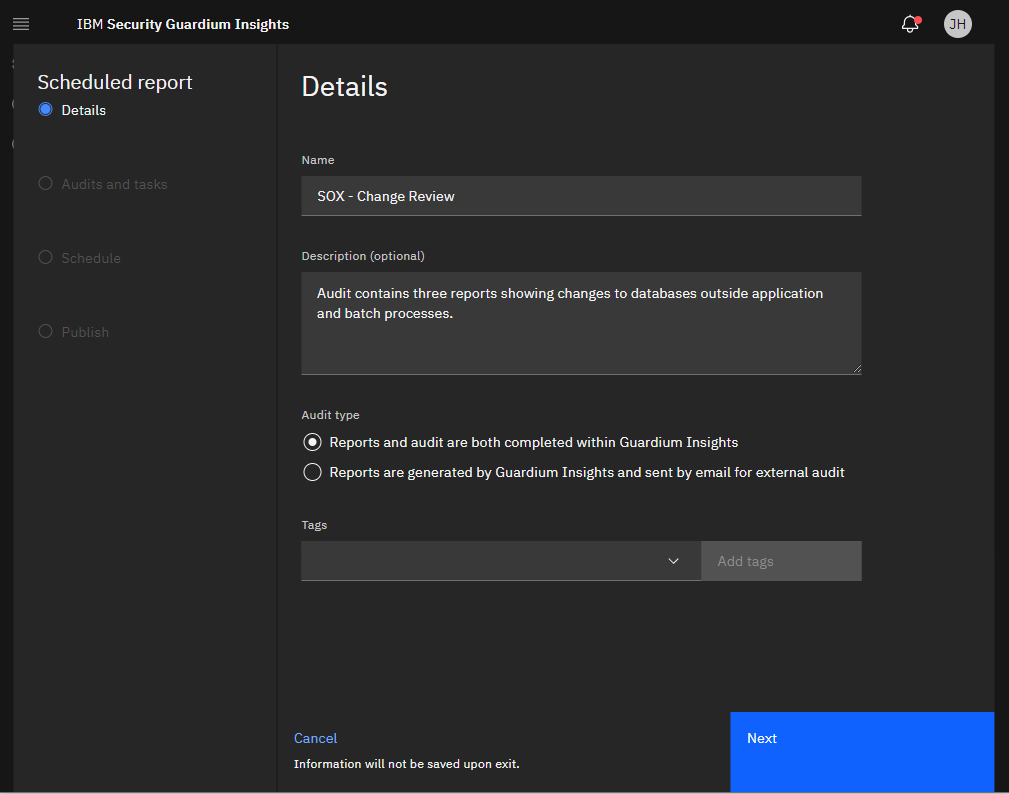 IBM Security Guardium Insights
JH
Scheduled report
Details
Audits and tasks
Schedule
Publish
Details
Name
SOX - Change Review
Description (optional)
Audit contains three reports showing changes to databases outside application
and batch processes.
Audit type
Reports and audit are both completed within Guardium Insights
Reports are generated by Guardium Insights and sent by email for external audit
Tags
Add tags
Cancel
Information will not be saved upon exit.
Next